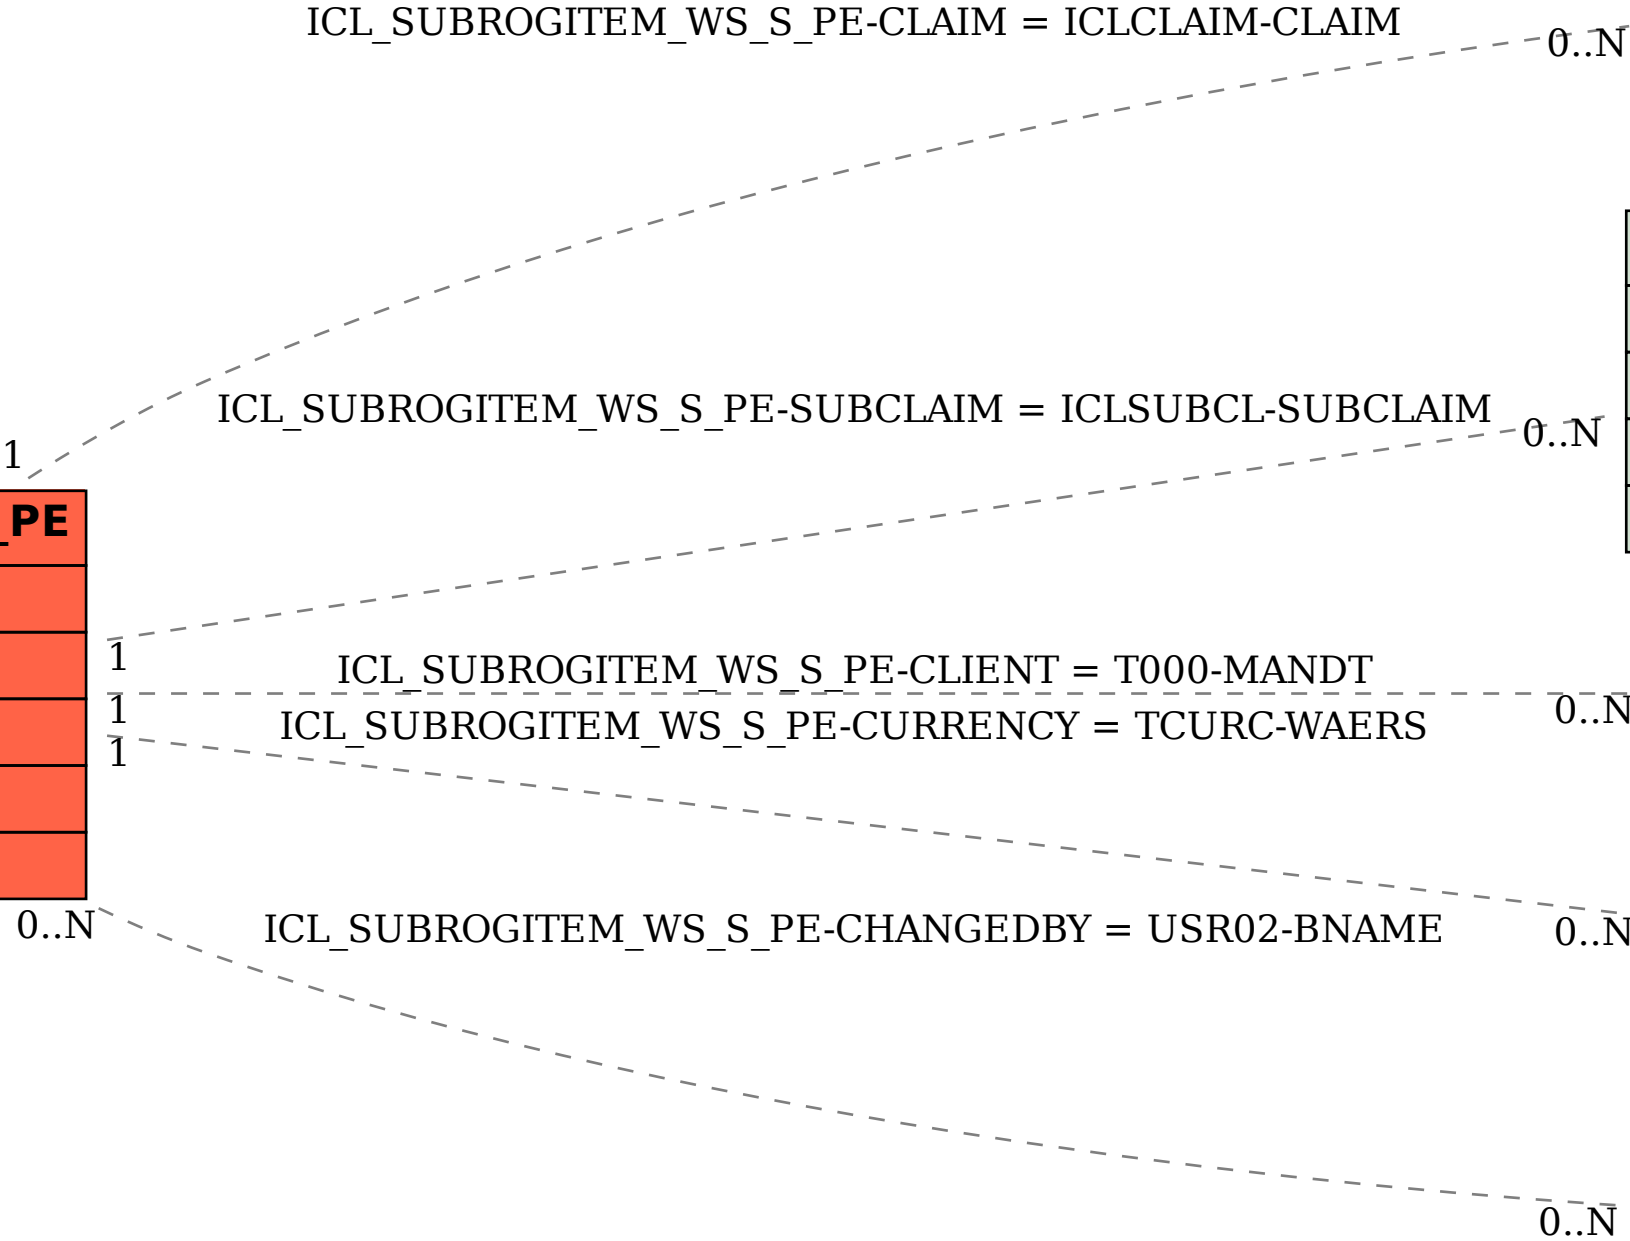 ICL_SUBROGITEM_WS_S_PE-CLAIM = ICLCLAIM-CLAIM
0..N
ICL_SUBROGITEM_WS_S_PE-SUBCLAIM = ICLSUBCL-SUBCLAIM
0..N
1
_PE
1
ICL_SUBROGITEM_WS_S_PE-CLIENT = T000-MANDT
1
0..N
ICL_SUBROGITEM_WS_S_PE-CURRENCY = TCURC-WAERS
1
0..N
0..N
ICL_SUBROGITEM_WS_S_PE-CHANGEDBY = USR02-BNAME
0..N